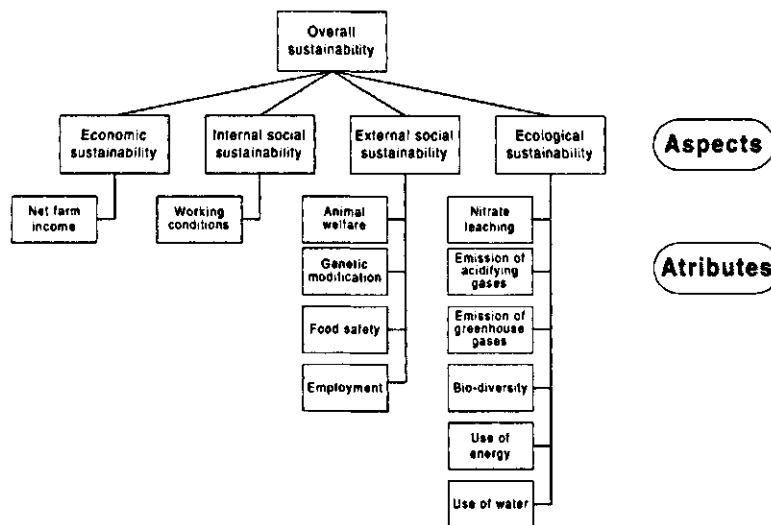 Overall
sustainability
Economic
sustainability
Internal social
sustainability
External social
sustainability
Ecological
sustainability
Aspects
Net farm
income
Working
conditions
Animal
welfare
Nitrate
leaching
Genetic
modification
Emission of
acidifying
gases
Atributes
Food safety
Emission of
greenhouse
gases
Employment
Bio-diversity
Use of
energy
Use of water